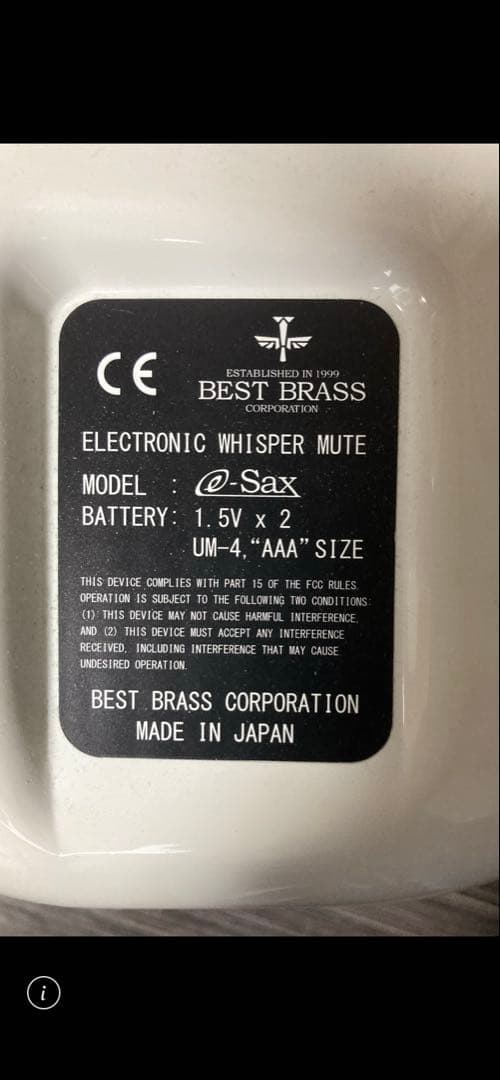 CE
ESTABLISHED IN 1999
BEST BRASS
CORPORATION
ELECTRONIC WHISPER MUTE
MODEL : e-Sax
BATTERY: 1.5V x 2
UM-4,“AAA” SIZE
THIS DEVICE COMPLIES WITH PART 15 OF THE FCC RULES.
OPERATION IS SUBJECT TO THE FOLLOWING TWO CONDITIONS:
(1) THIS DEVICE MAY NOT CAUSE HARMFUL INTERFERENCE,
AND (2) THIS DEVICE MUST ACCEPT ANY INTERFERENCE
RECEIVED, INCLUDING INTERFERENCE THAT MAY CAUSE
UNDESIRED OPERATION.
BEST BRASS CORPORATION
MADE IN JAPAN
i